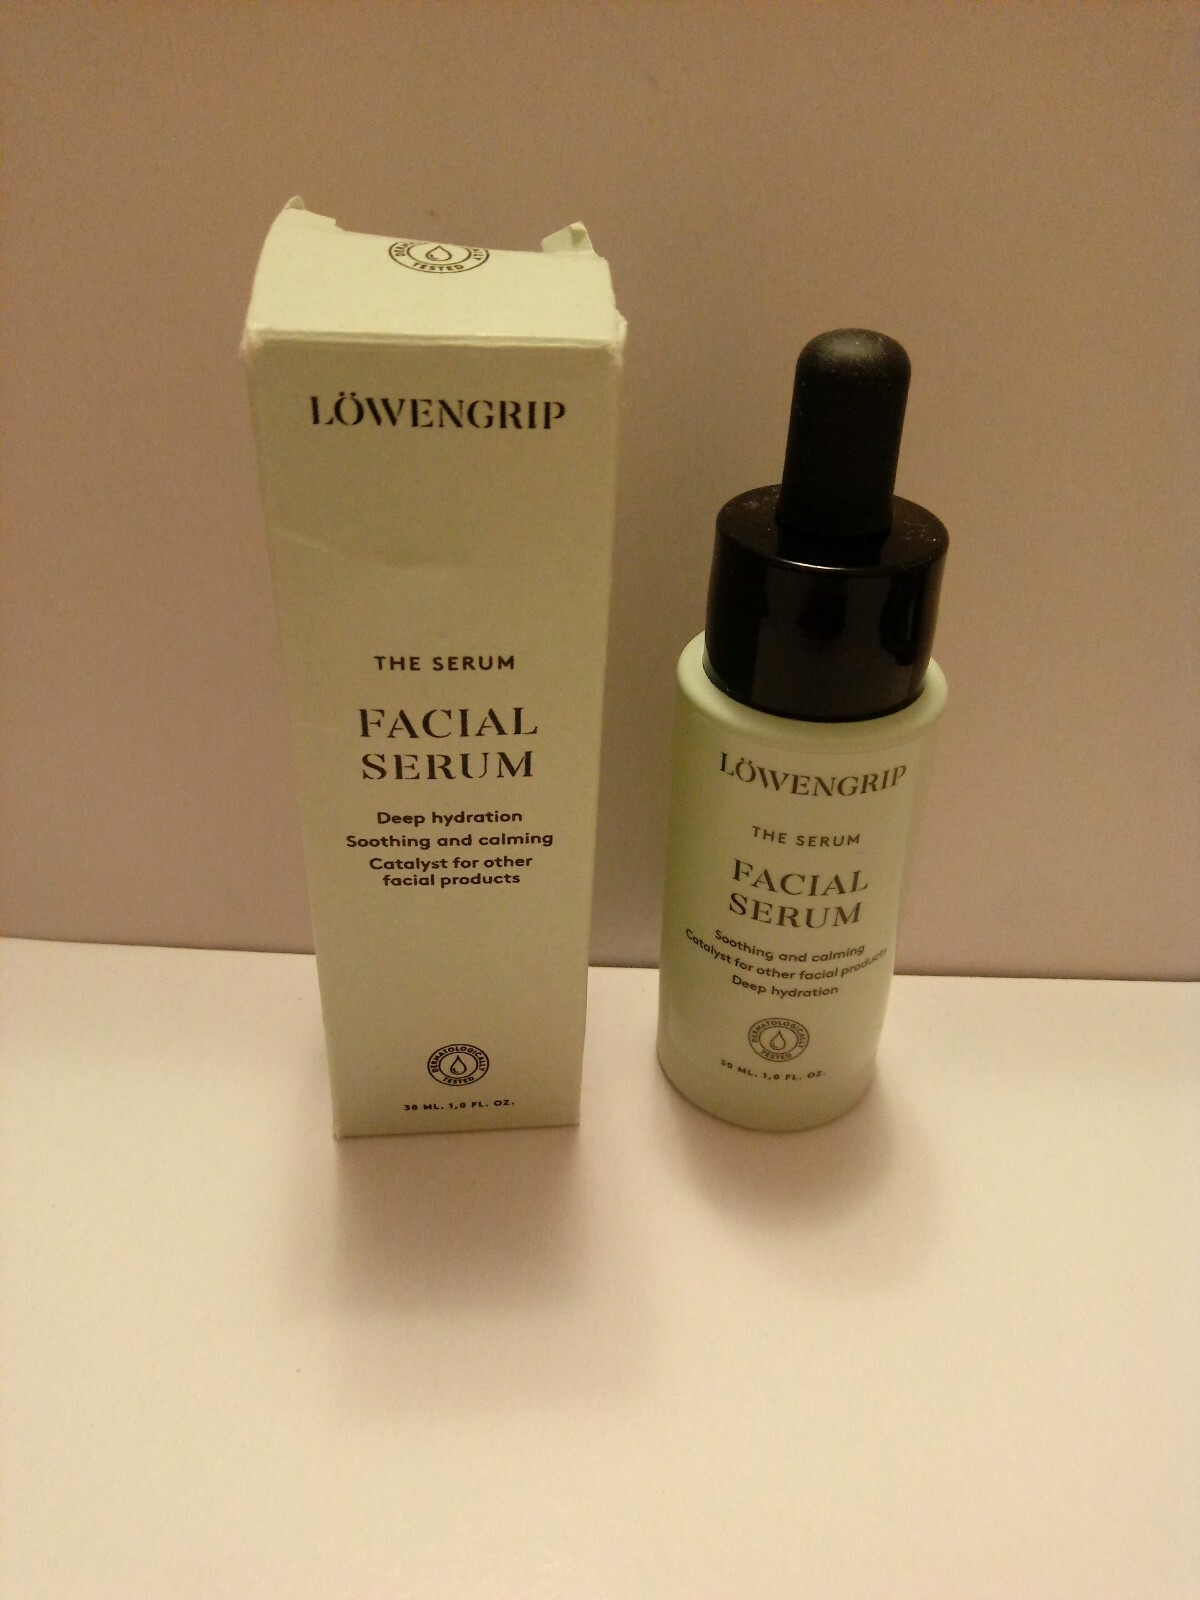 DERMATOLOGICALLY TESTED
LÖWENGRIP
THE SERUM
FACIAL
SERUM
Deep hydration
Soothing and calming
Catalyst for other
facial products
DERMATOLOGICALLY TESTED
30 ML. 1,0 FL. OZ.
LÖWENGRIP
THE SERUM
FACIAL
SERUM
Soothing and calming
Catalyst for other facial products
Deep hydration
DERMATOLOGICALLY TESTED
30 ML. 1,0 FL. OZ.